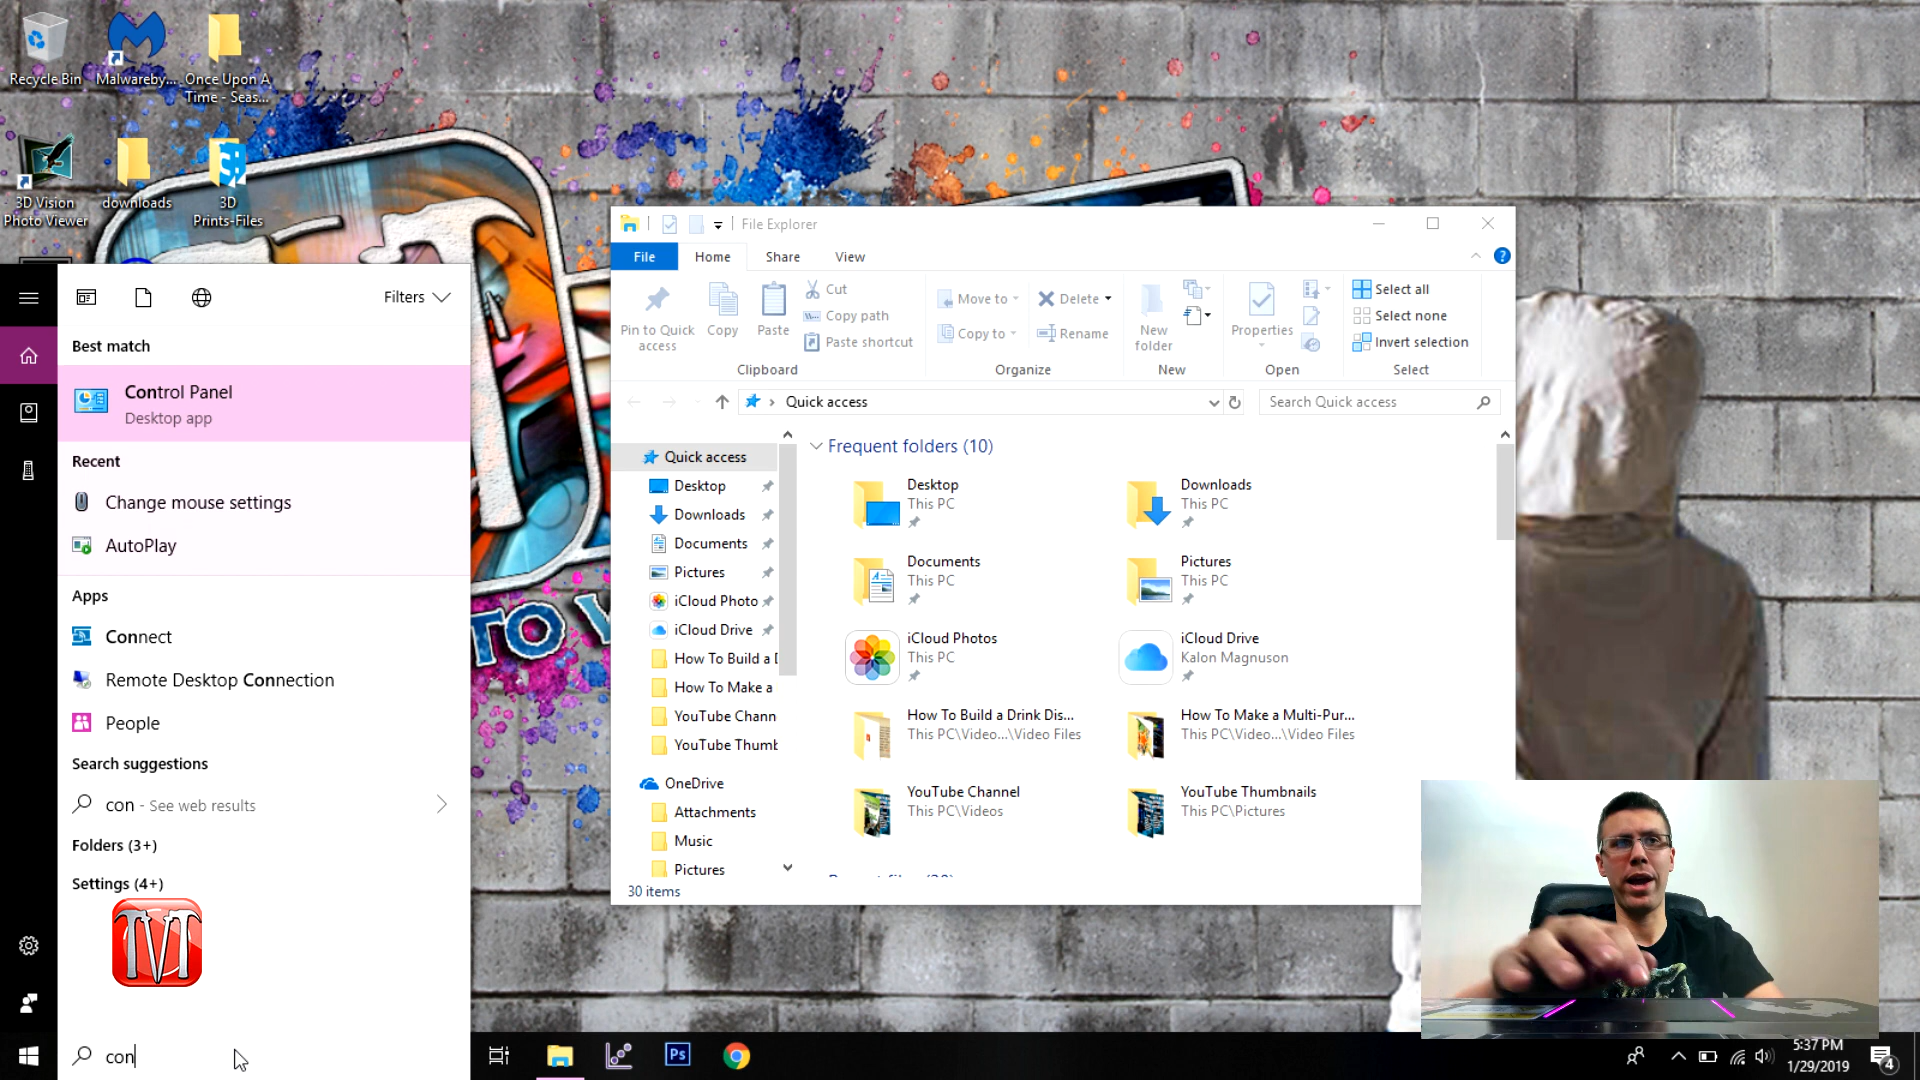 Recycle Bin
Malwareby...
Once Upon A
Time - Seas...
3D Vision
Photo Viewer
downloads
3D
Prints-Files
Filters
Best match
Control Panel
Desktop app
Recent
Change mouse settings
AutoPlay
Apps
Connect
Remote Desktop Connection
People
Search suggestions
con - See web results
Folders (3+)
Settings (4+)
TVT
con
TO
File Explorer
File
Home
Share
View
Pin to Quick
access
Copy
Paste
Cut
Copy path
Paste shortcut
Clipboard
Move to
Copy to
Delete
Rename
Organize
New
folder
New
Properties
Open
Select all
Select none
Invert selection
Select
Quick access
Search Quick access
Quick access
Desktop
Downloads
Documents
Pictures
iCloud Photo
iCloud Drive
How To Build a D
How To Make a
YouTube Chann
YouTube Thumb
OneDrive
Attachments
Music
Pictures
30 items
Frequent folders (10)
Desktop
This PC
Downloads
This PC
Documents
This PC
Pictures
This PC
iCloud Photos
This PC
iCloud Drive
Kalon Magnuson
How To Build a Drink Dis...
This PC\Video...\Video Files
How To Make a Multi-Pur...
This PC\Video...\Video Files
YouTube Channel
This PC\Videos
YouTube Thumbnails
This PC\Pictures
Ps
5:37 PM
1/29/2019
4